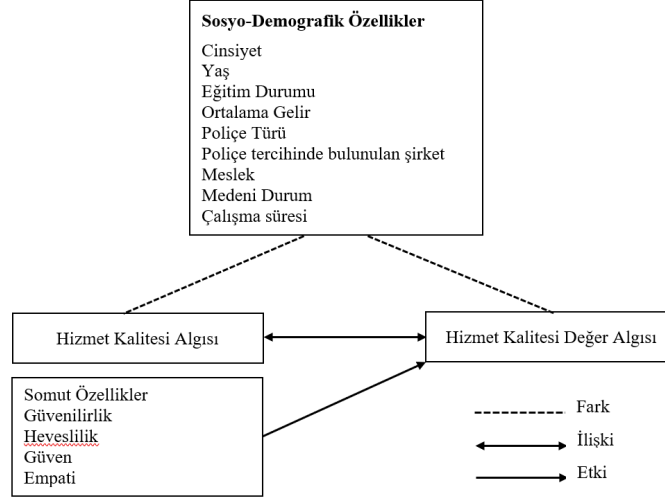 Sosyo-Demografik Özellikler
Cinsiyet
Yaş
Eğitim Durumu
Ortalama Gelir
Poliçe Türü
Poliçe tercihinde bulunulan şirket
Meslek
Medeni Durum
Çalışma süresi
Hizmet Kalitesi Algısı
Hizmet Kalitesi Değer Algısı
Somut Özellikler
Güvenilirlik
Heveslilik
Güven
Empati
Fark
İlişki
Etki